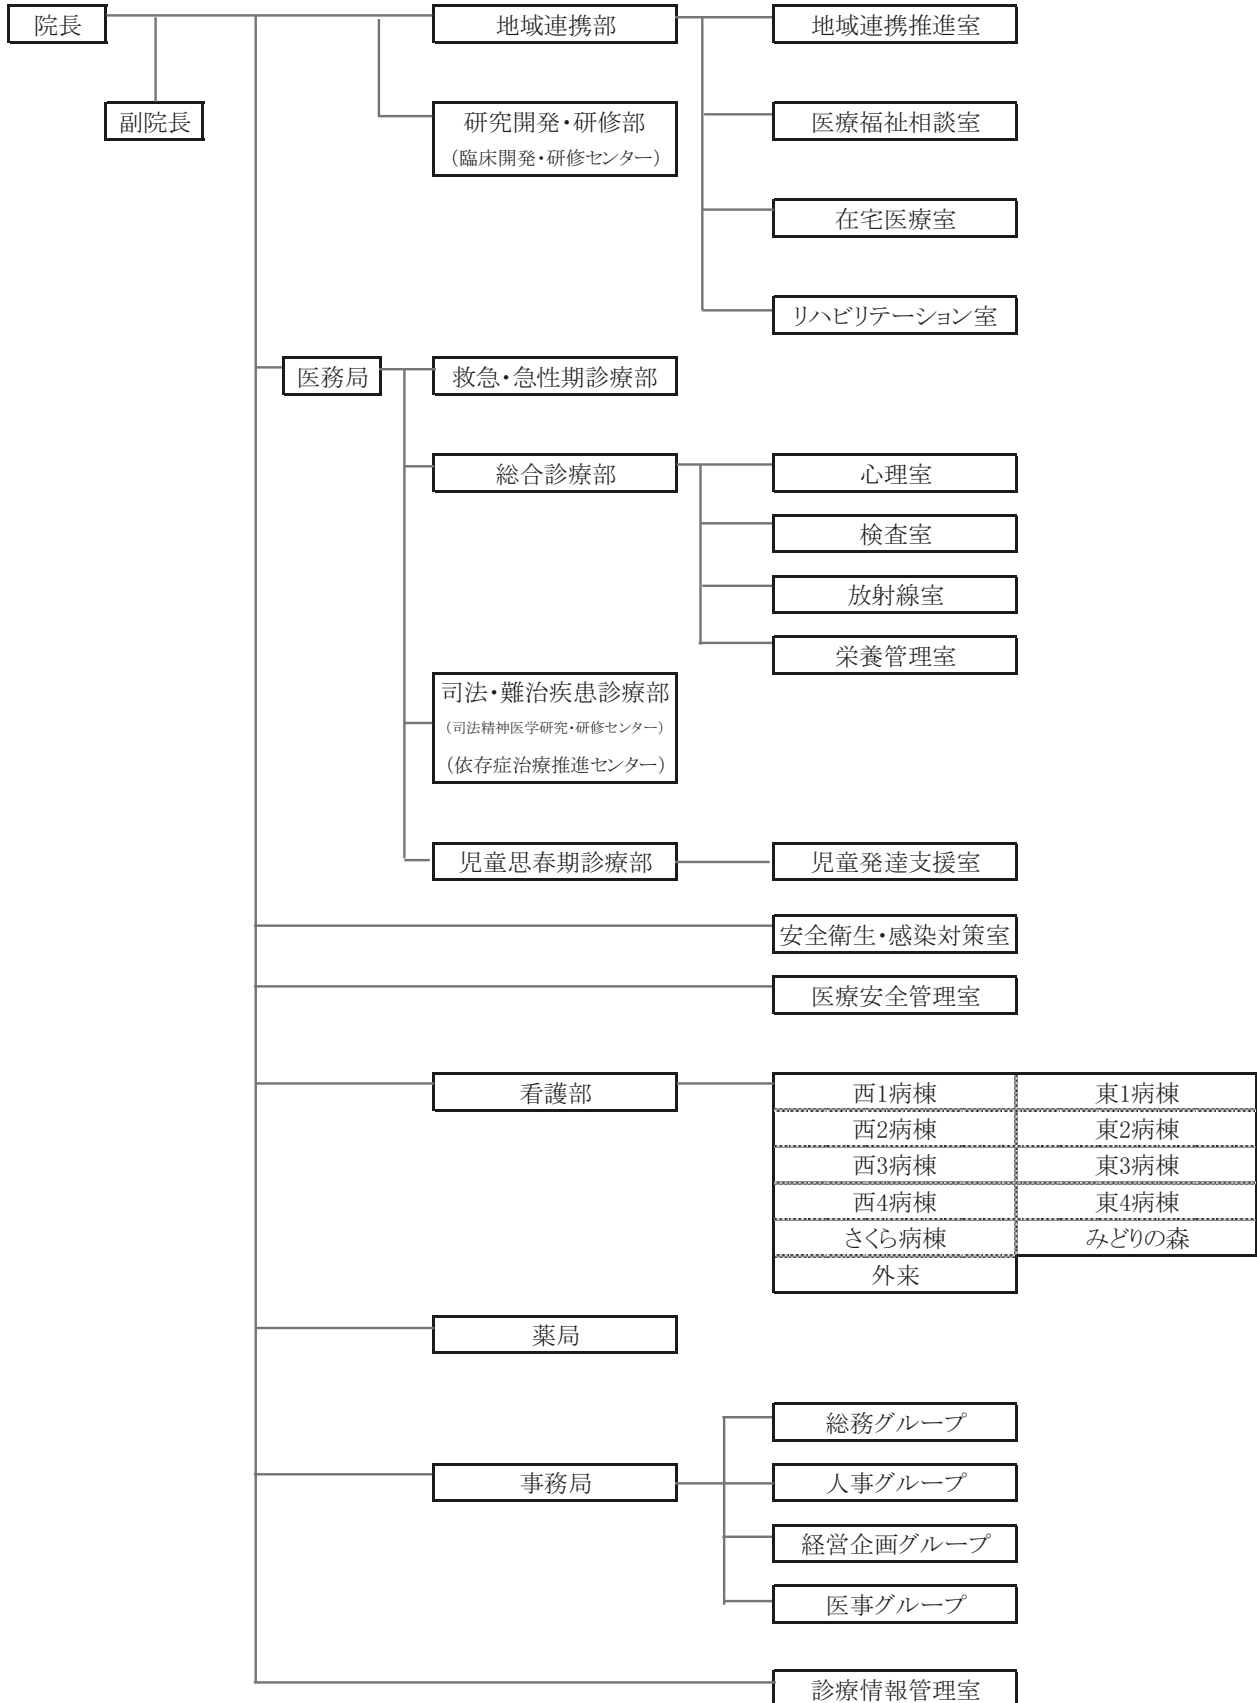 院長
地域連携部
地域連携推進室
副院長
研究開発・研修部
（臨床開発・研修センター）
医療福祉相談室
在宅医療室
リハビリテーション室
医務局
救急・急性期診療部
総合診療部
心理室
検査室
放射線室
栄養管理室
司法・難治疾患診療部
（司法精神医学研究・研修センター）
（依存症治療推進センター）
児童思春期診療部
児童発達支援室
安全衛生・感染対策室
医療安全管理室
看護部
西1病棟
東1病棟
西2病棟
東2病棟
西3病棟
東3病棟
西4病棟
東4病棟
さくら病棟
みどりの森
外来
薬局
総務グループ
事務局
人事グループ
経営企画グループ
医事グループ
診療情報管理室